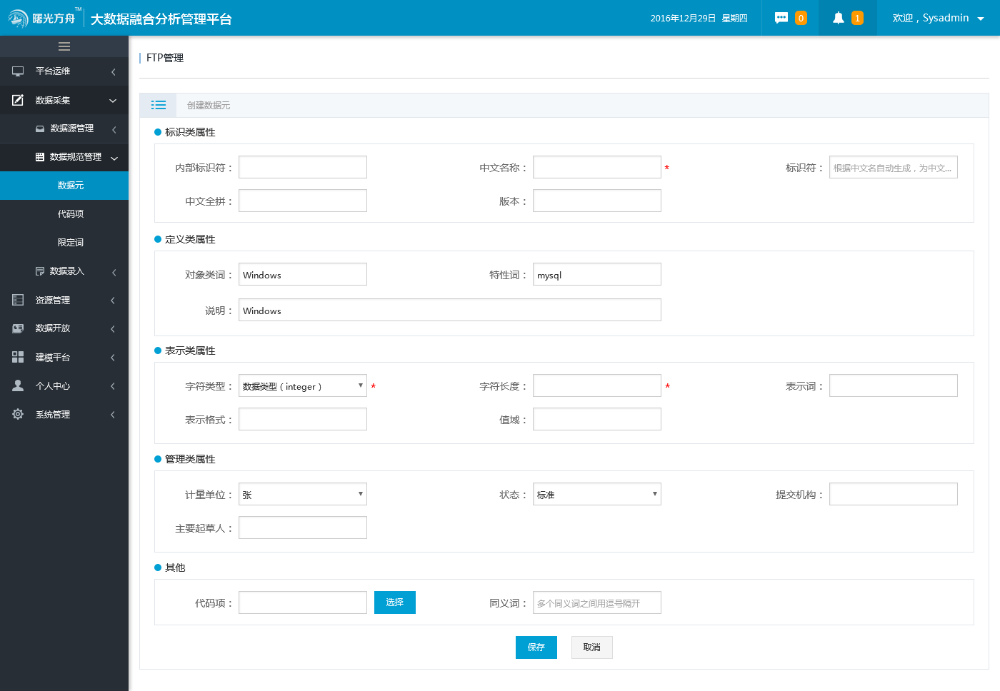 曙光方舟TM 大数据融合分析管理平台 2016年12月29日 星期四 0 1 欢迎，Sysadmin
平台运维
数据采集
数据源管理
数据规范管理
数据元
代码项
限定词
数据录入
资源管理
数据开放
建模平台
个人中心
系统管理
FTP管理
创建数据元
标识类属性
内部标识符： 中文名称： * 标识符： 根据中文名自动生成，为中文...
中文全拼： 版本：
定义类属性
对象类词： Windows 特性词： mysql
说明： Windows
表示类属性
字符类型： 数据类型（integer） * 字符长度： * 表示词：
表示格式： 值域：
管理类属性
计量单位： 张 状态： 标准 提交机构：
主要起草人：
其他
代码项： 选择 同义词： 多个同义词之间用逗号隔开
保存 取消